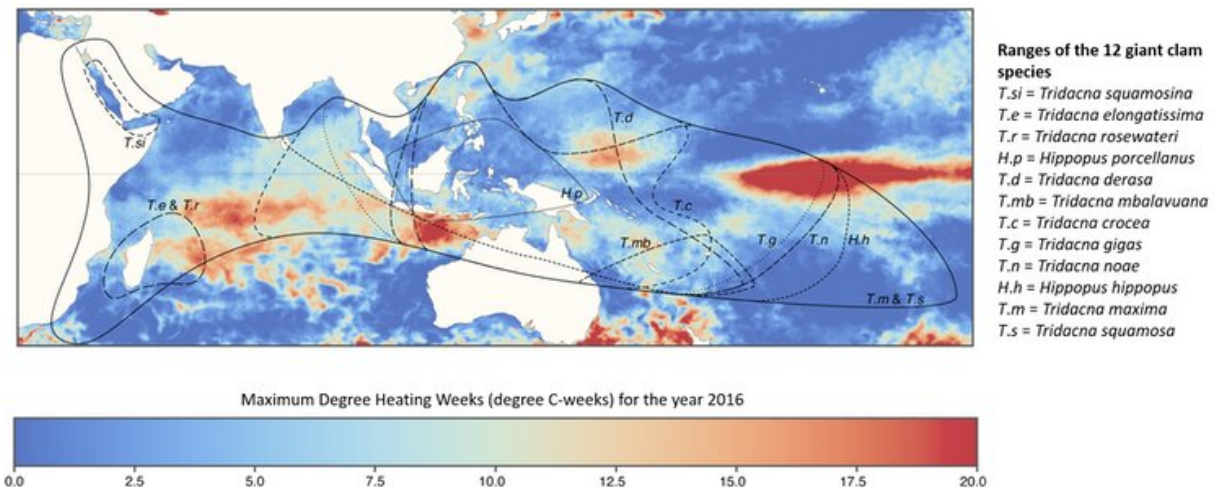 Ranges of the 12 giant clam
species
T.si = Tridacna squamosina
T.e = Tridacna elongatissima
T.r = Tridacna rosewateri
H.p = Hippopus porcellanus
T.d = Tridacna derasa
T.mb = Tridacna mbalavuana
T.c = Tridacna crocea
T.g = Tridacna gigas
T.n = Tridacna noae
H.h = Hippopus hippopus
T.m = Tridacna maxima
T.s = Tridacna squamosa
T.d
T.si
H.p
T.e & T.r
T.c
T.mb
T.g
T.n
H.h
T.m & T.s
Maximum Degree Heating Weeks (degree C-weeks) for the year 2016
0.0 2.5 5.0 7.5 10.0 12.5 15.0 17.5 20.0